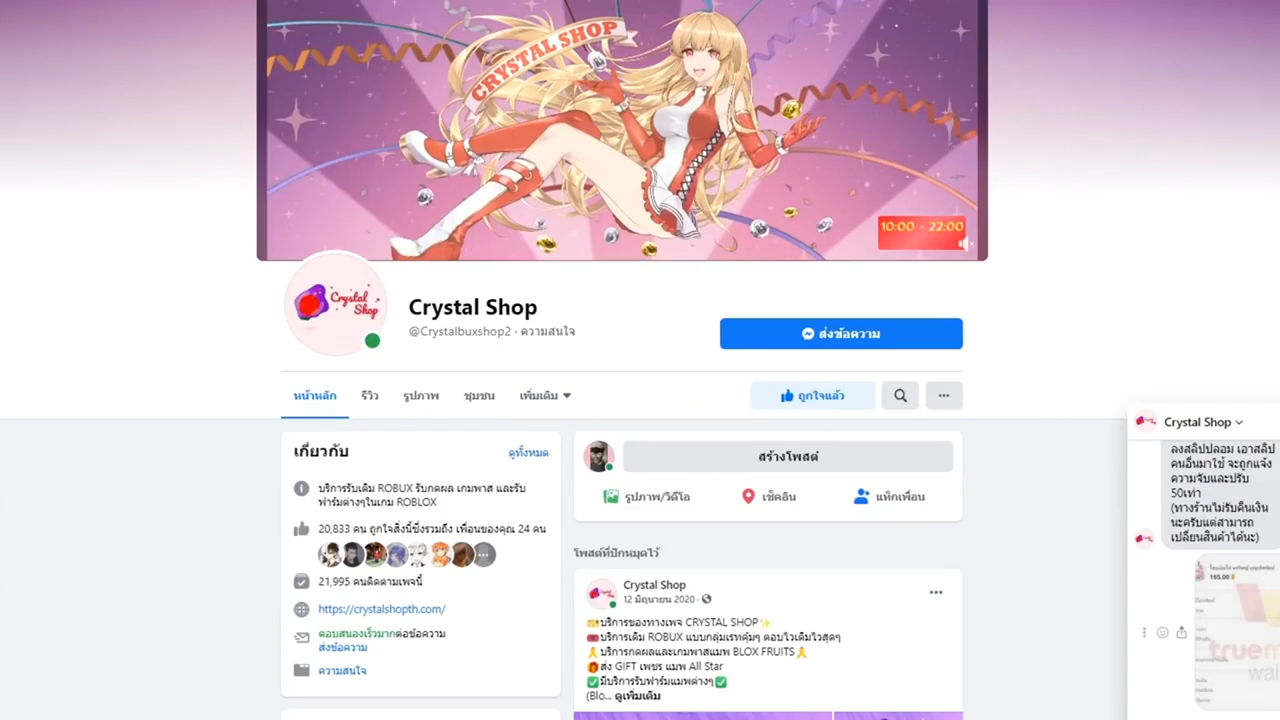 CRYSTAL SHOP
10:00 - 22:00
Crystal Shop
Crystal Shop
@Crystalbuxshop2 · ความสนใจ
ส่งข้อความ
หน้าหลัก
รีวิว
รูปภาพ
ชุมชน
เพิ่มเติม
ถูกใจแล้ว
เกี่ยวกับ
ดูทั้งหมด
บริการรับเติม ROBUX รับกดผล เกมพาส และรับ
ฟาร์มต่างๆในเกม ROBLOX
20,833 คน ถูกใจสิ่งนี้ซึ่งรวมถึง เพื่อนของคุณ 24 คน
21,995 คนติดตามเพจนี้
https://crystalshopth.com/
ตอบสนองเร็วมากต่อข้อความ
ส่งข้อความ
ความสนใจ
สร้างโพสต์
รูปภาพ/วิดีโอ
เช็คอิน
แท็กเพื่อน
โพสต์ที่ปักหมุดไว้
Crystal Shop
12 มิถุนายน 2020 ·
🎫บริการของทางเพจ CRYSTAL SHOP✨
🎟️บริการเติม ROBUX แบบกลุ่มเรทคุ้มๆ ตอบไวเติมไวสุดๆ
🎗️บริการกดผลและเกมพาสแมพ BLOX FRUITS🎗️
🎁ส่ง GIFT เพชร แมพ All Star
✅มีบริการรับฟาร์มแมพต่างๆ✅
(Blo... ดูเพิ่มเติม
Crystal Shop
ลงสลิปปลอม เอาสลิป
คนอื่นมาใช้ จะถูกแจ้ง
ความจับและปรับ
50เท่า
(ทางร้านไม่รับคืนเงิน
นะครับแต่สามารถ
เปลี่ยนสินค้าได้นะ)
165.00 ฿
truem
wal